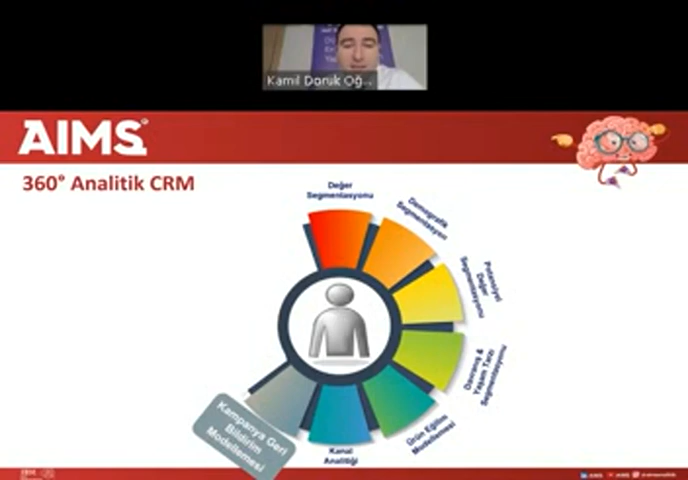 Kamil Doruk Oğ...
AIMS
360° Analitik CRM
Değer
Segmentasyonu
Demografik
Segmentasyon
Potansiyel
Değer
Segmentasyonu
Davranış &
Yaşam Tarzı
Segmentasyonu
Ürün Eğilim
Modellemesi
Kanal
Analitiği
Kampanya Geri
Bildirim
Modellemesi